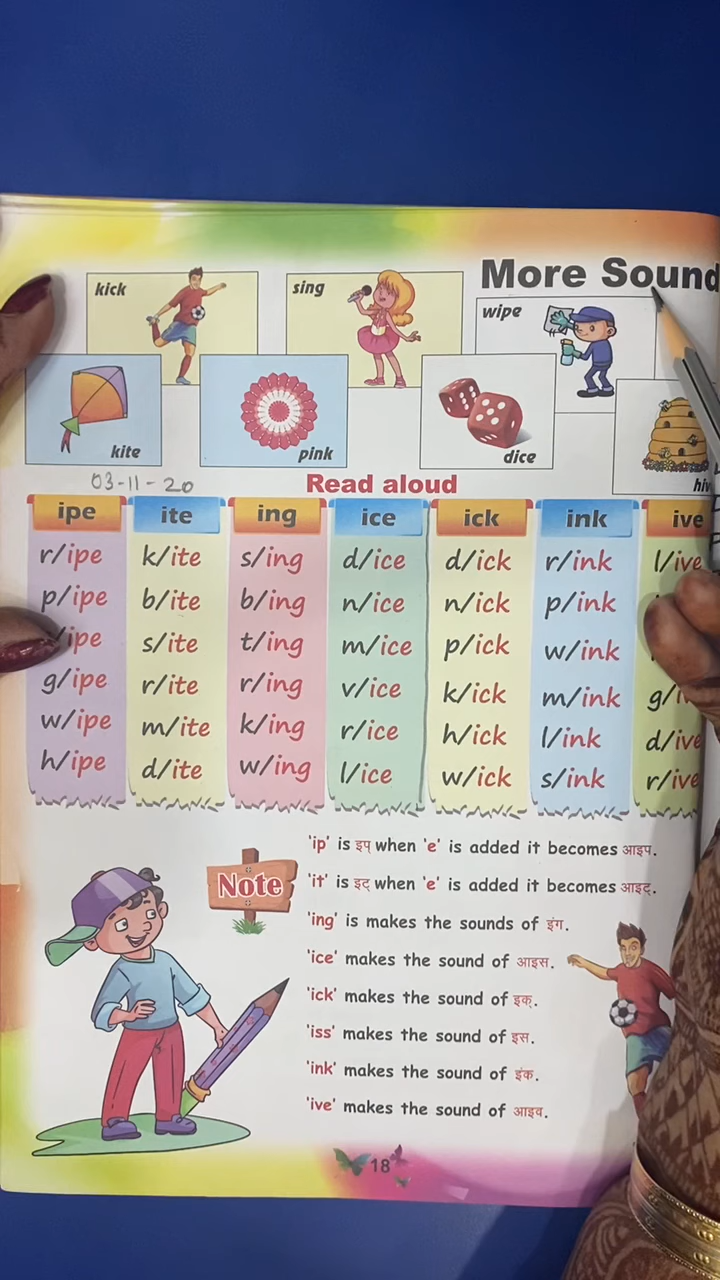 More Sound
kick
sing
wipe
kite
pink
dice
hiv
03-11-20
Read aloud
ipe ite ing ice ick ink ive
r/ipe k/ite s/ing d/ice d/ick r/ink l/ive
p/ipe b/ite b/ing n/ice n/ick p/ink
/ipe s/ite t/ing m/ice p/ick w/ink
g/ipe r/ite r/ing v/ice k/ick m/ink g/i
w/ipe m/ite k/ing r/ice h/ick l/ink d/ive
h/ipe d/ite w/ing l/ice w/ick s/ink r/ive
Note
'ip' is इप् when 'e' is added it becomes आइप.
'it' is इट् when 'e' is added it becomes आइट्.
'ing' is makes the sounds of इंग.
'ice' makes the sound of आइस.
'ick' makes the sound of इक्.
'iss' makes the sound of इस.
'ink' makes the sound of इंक.
'ive' makes the sound of आइव.
18